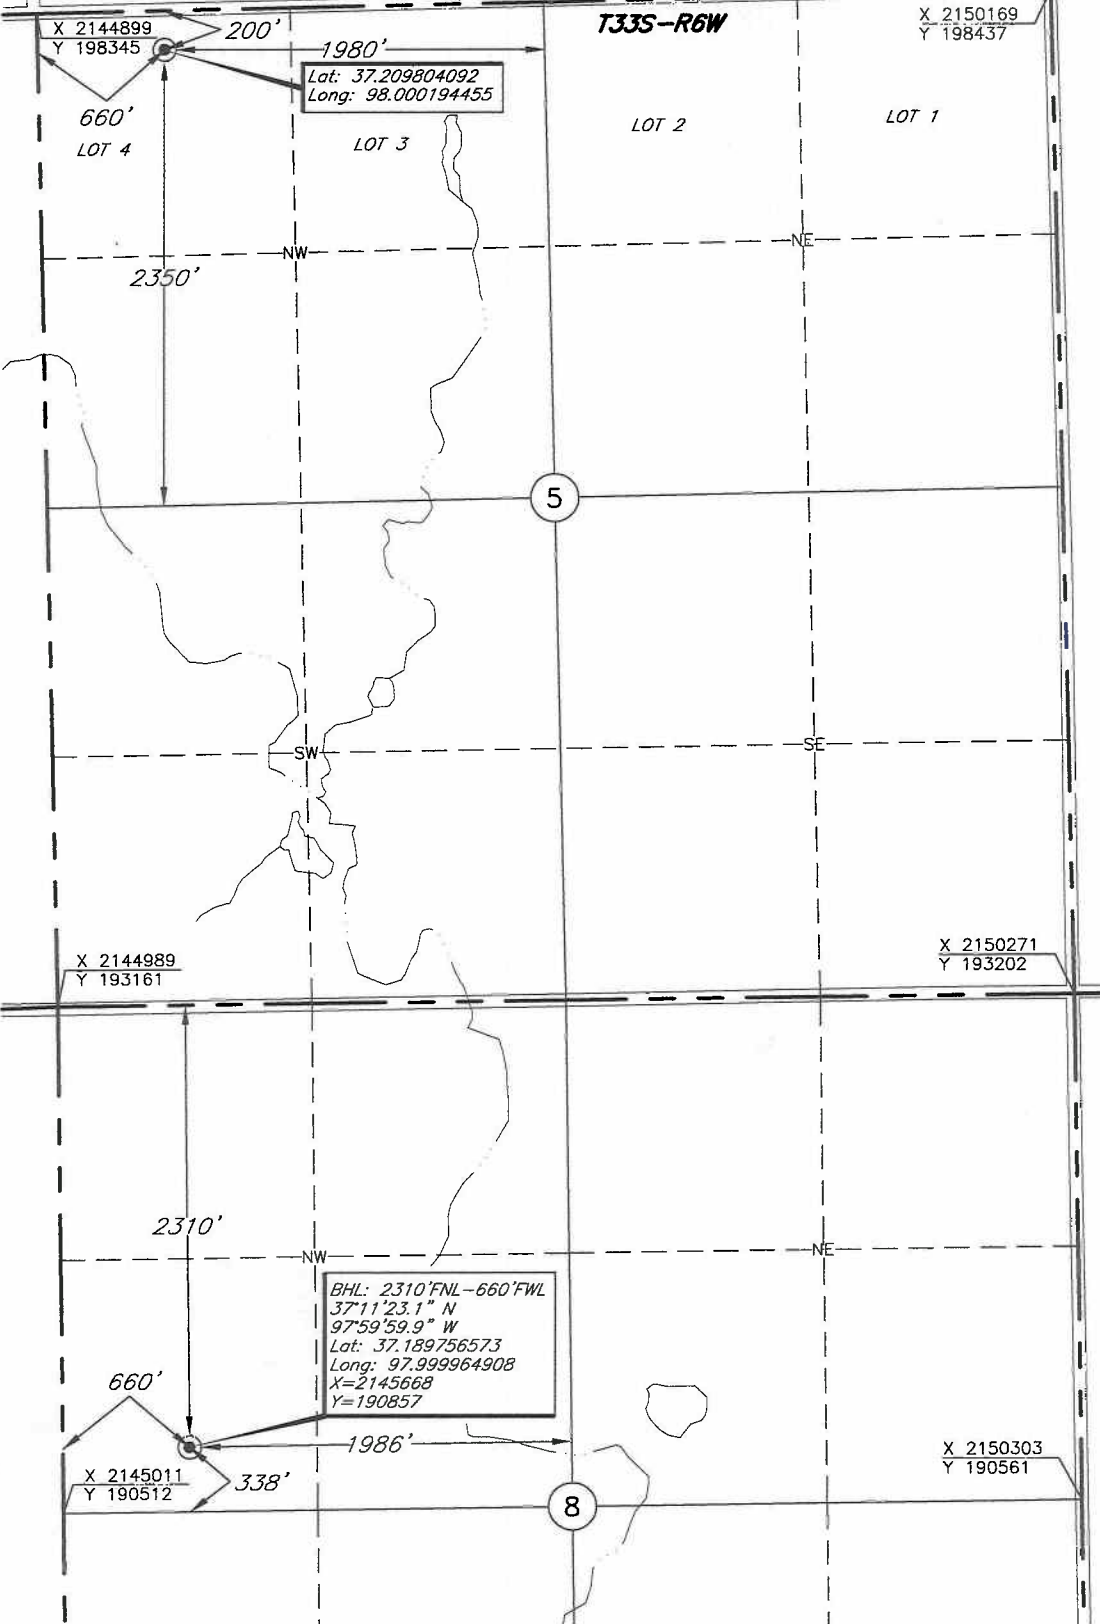 T33S-R6W
X 2144899
Y 198345
200'
1980'
X 2150169
Y 198437
Lat: 37.209804092
Long: 98.000194455
660'
LOT 4
LOT 3
LOT 2
LOT 1
NW
NE
2350'
5
SW
SE
X 2144989
Y 193161
X 2150271
Y 193202
2310'
NW
NE
BHL: 2310'FNL-660'FWL
37°11'23.1" N
97°59'59.9" W
Lat: 37.189756573
Long: 97.999964908
X=2145668
Y=190857
660'
1986'
338'
X 2145011
Y 190512
X 2150303
Y 190561
8